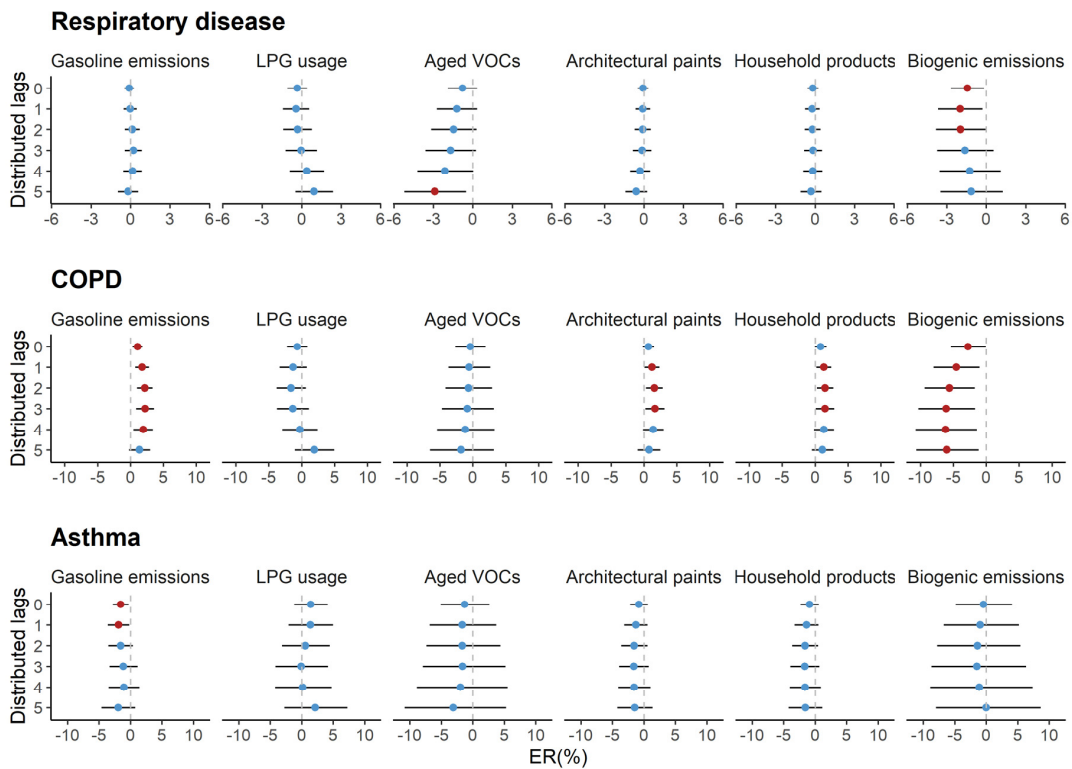 Respiratory disease
Gasoline emissions LPG usage Aged VOCs Architectural paints Household products Biogenic emissions
Distributed lags
0
1
2
3
4
5
-6 -3 0 3 6 -6 -3 0 3 6 -6 -3 0 3 6 -6 -3 0 3 6 -6 -3 0 3 6 -6 -3 0 3 6
COPD
Gasoline emissions LPG usage Aged VOCs Architectural paints Household products Biogenic emissions
Distributed lags
0
1
2
3
4
5
-10 -5 0 5 10 -10 -5 0 5 10 -10 -5 0 5 10 -10 -5 0 5 10 -10 -5 0 5 10 -10 -5 0 5 10
Asthma
Gasoline emissions LPG usage Aged VOCs Architectural paints Household products Biogenic emissions
Distributed lags
0
1
2
3
4
5
-10 -5 0 5 10 -10 -5 0 5 10 -10 -5 0 5 10 -10 -5 0 5 10 -10 -5 0 5 10 -10 -5 0 5 10
ER(%)